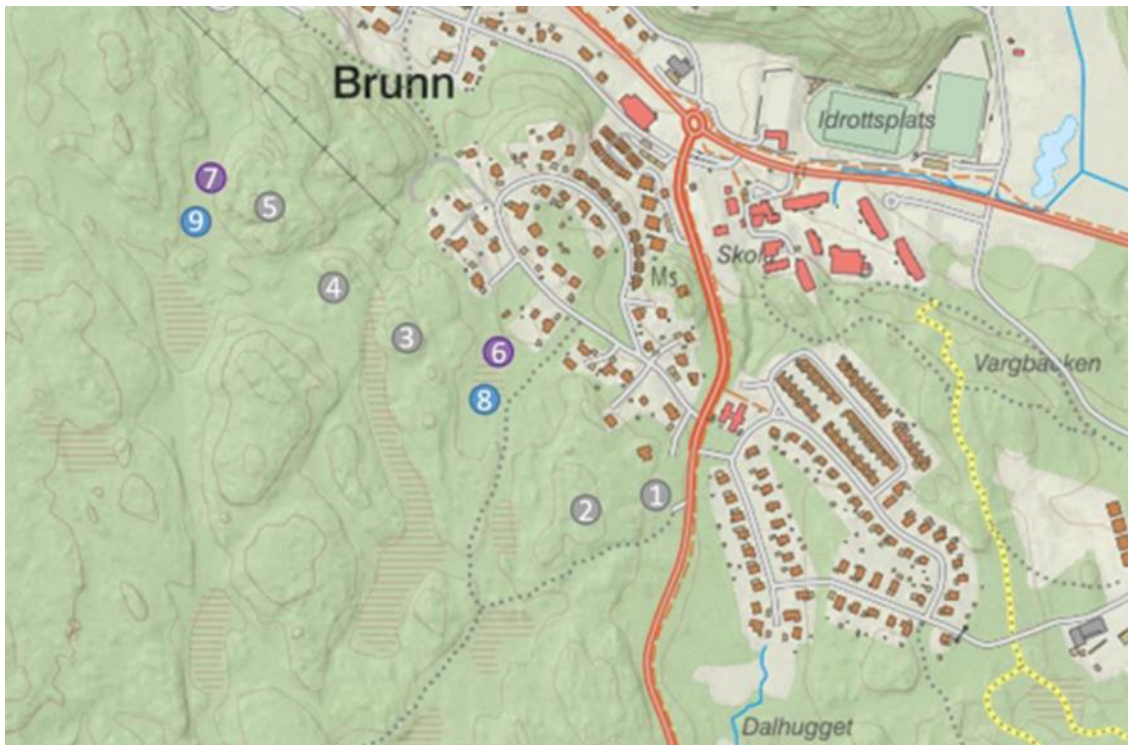 Brunn
Idrottsplats
7
5
9
Skola
Ms
4
3
6
Vargbacken
8
1
2
Dalhugget